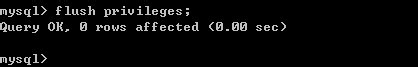 mysql> flush privileges;
Query OK, 0 rows affected (0.00 sec)
mysql>